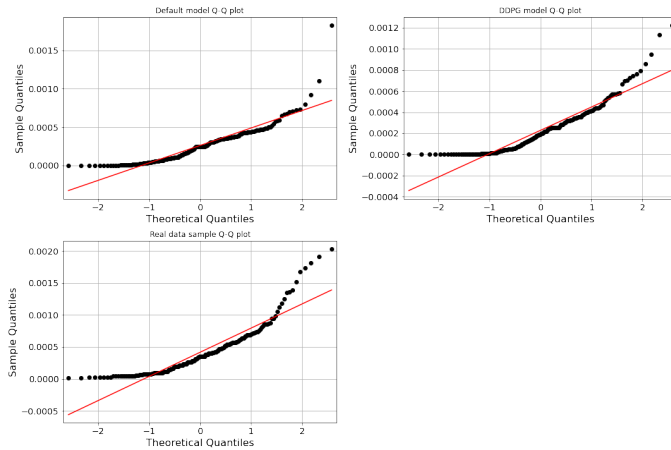 Default model Q-Q plot
0.0015
0.0010
0.0005
0.0000
Sample Quantiles
−2 −1 0 1 2
Theoretical Quantiles
DDPG model Q-Q plot
0.0012
0.0010
0.0008
0.0006
0.0004
0.0002
0.0000
−0.0002
−0.0004
Sample Quantiles
−2 −1 0 1 2
Theoretical Quantiles
Real data sample Q-Q plot
0.0020
0.0015
0.0010
0.0005
0.0000
−0.0005
Sample Quantiles
−2 −1 0 1 2
Theoretical Quantiles